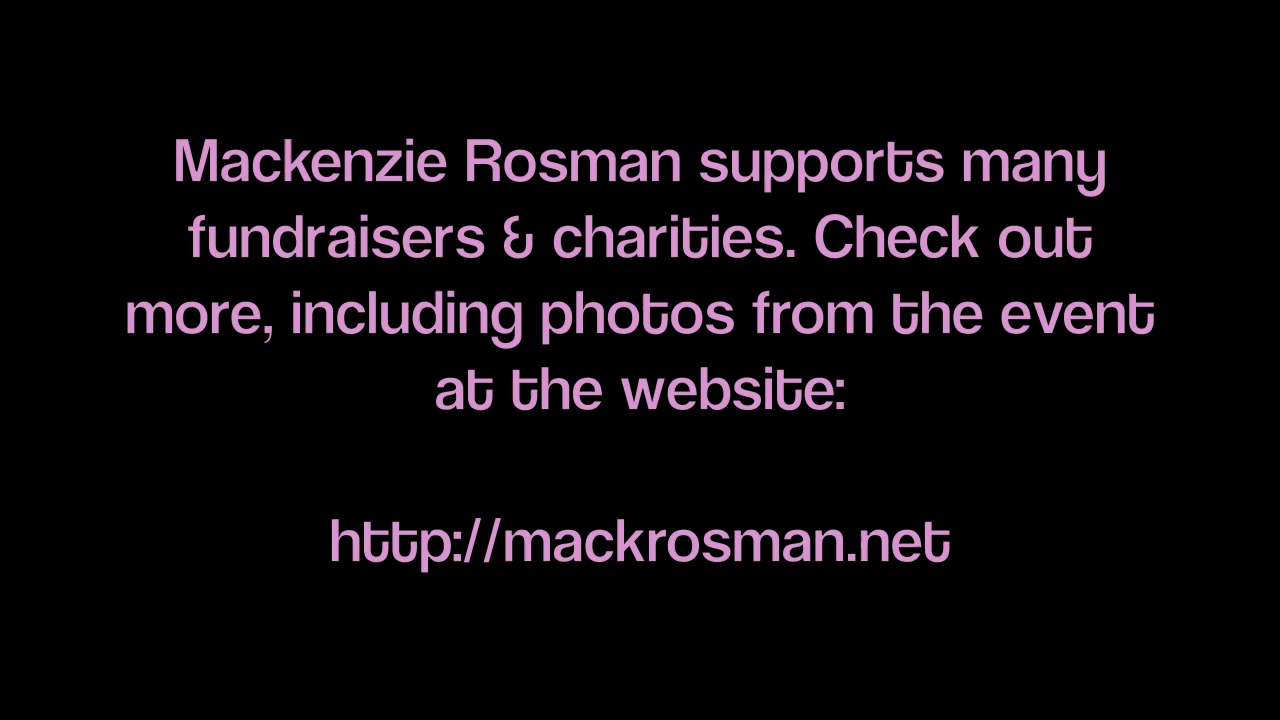 Mackenzie Rosman supports many
fundraisers & charities. Check out
more, including photos from the event
at the website:
http://mackrosman.net